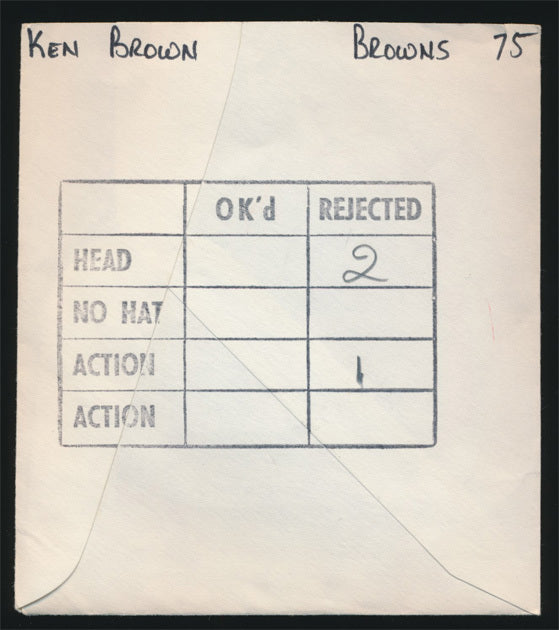 KEN BROWN BROWNS 75
OK'd REJECTED
HEAD 2
NO HAT
ACTION 1
ACTION